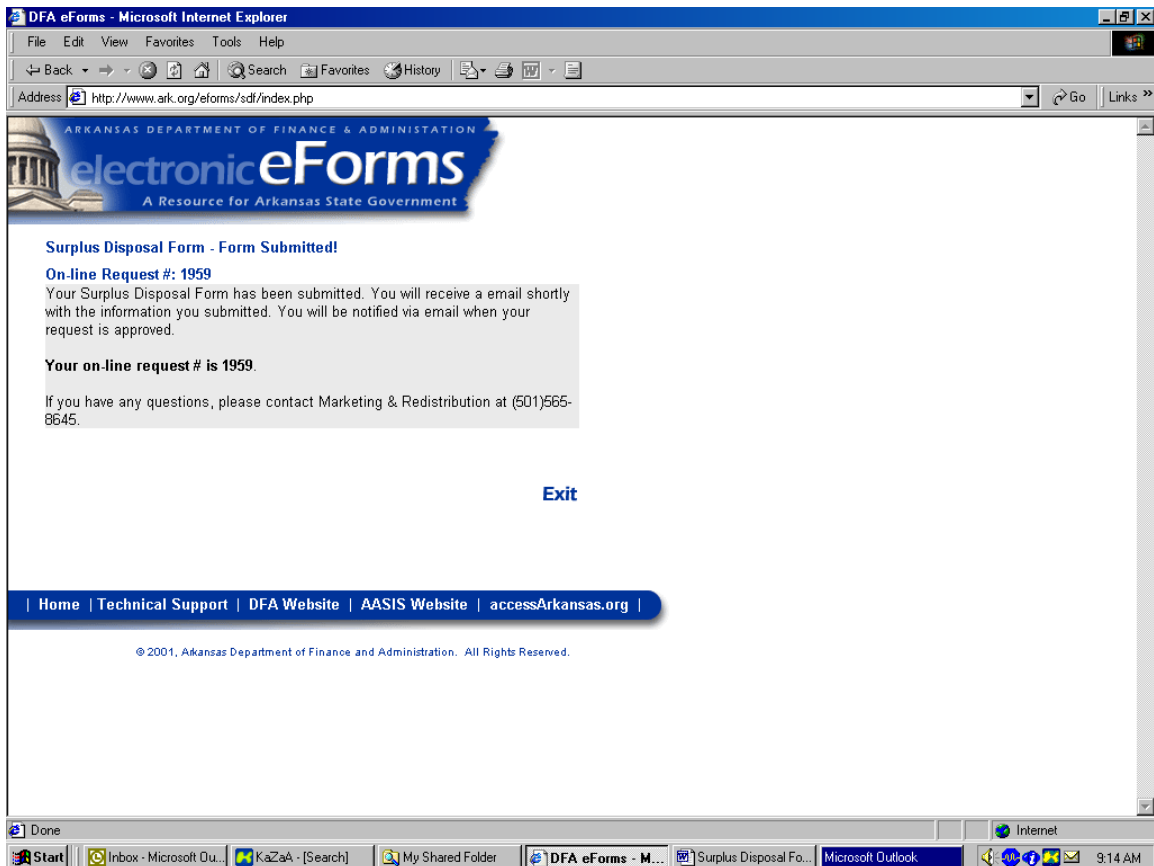 DFA eForms - Microsoft Internet Explorer
File Edit View Favorites Tools Help
Back Search Favorites History
Address http://www.ark.org/eforms/sdf/index.php Go Links »
ARKANSAS DEPARTMENT OF FINANCE & ADMINISTATION
electronic eForms
A Resource for Arkansas State Government
Surplus Disposal Form - Form Submitted!
On-line Request #: 1959
Your Surplus Disposal Form has been submitted. You will receive a email shortly
with the information you submitted. You will be notified via email when your
request is approved.
Your on-line request # is 1959.
If you have any questions, please contact Marketing & Redistribution at (501)565-
8645.
Exit
| Home | Technical Support | DFA Website | AASIS Website | accessArkansas.org |
© 2001, Arkansas Department of Finance and Administration. All Rights Reserved.
Done Internet
Start Inbox - Microsoft Ou... KaZaA - [Search] My Shared Folder DFA eForms - M... Surplus Disposal Fo... Microsoft Outlook 9:14 AM